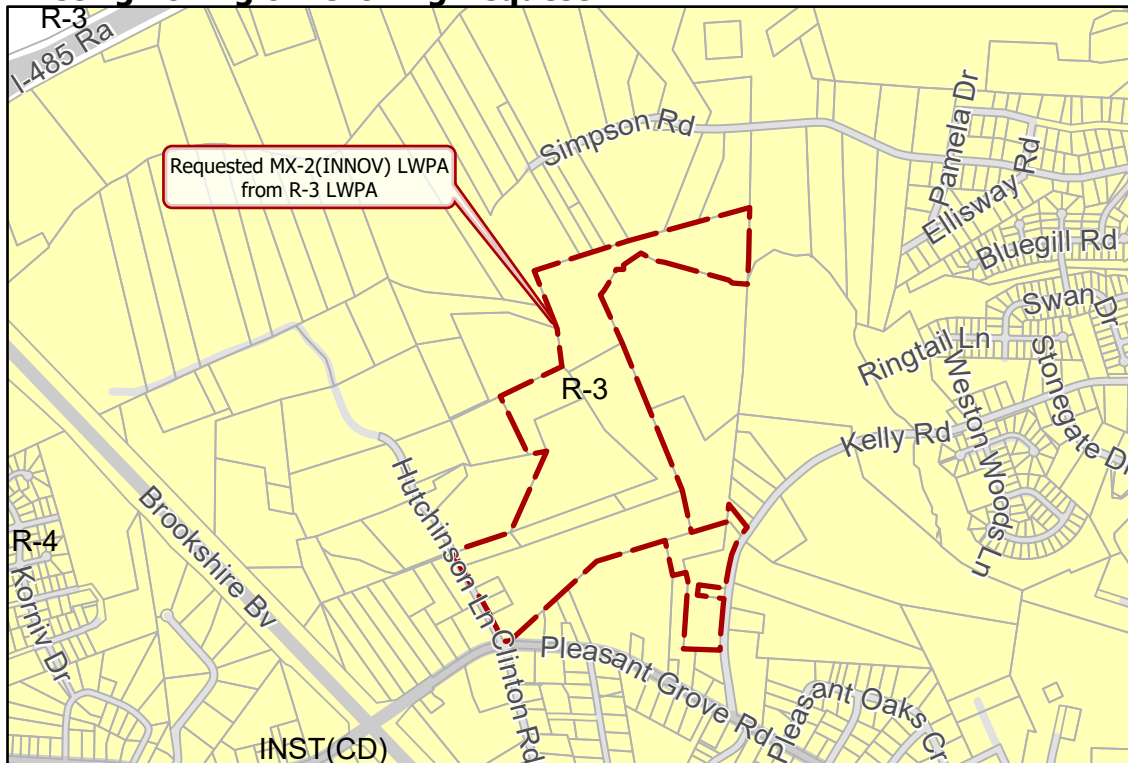 R-3
I-485 Ra
Simpson Rd
Pamela Dr
Ellisway Rd
Bluegill Rd
Requested MX-2(INNOV) LWPA
from R-3 LWPA
Swan Dr
Ringtail Ln
Weston Woods Ln
Stonegate Dr
R-3
Kelly Rd
Hutchinson Ln
Brookshire Bv
R-4
Korniv Dr
Clinton Rd
Pleasant Grove Rd
Pleasant Oaks Cr
INST(CD)